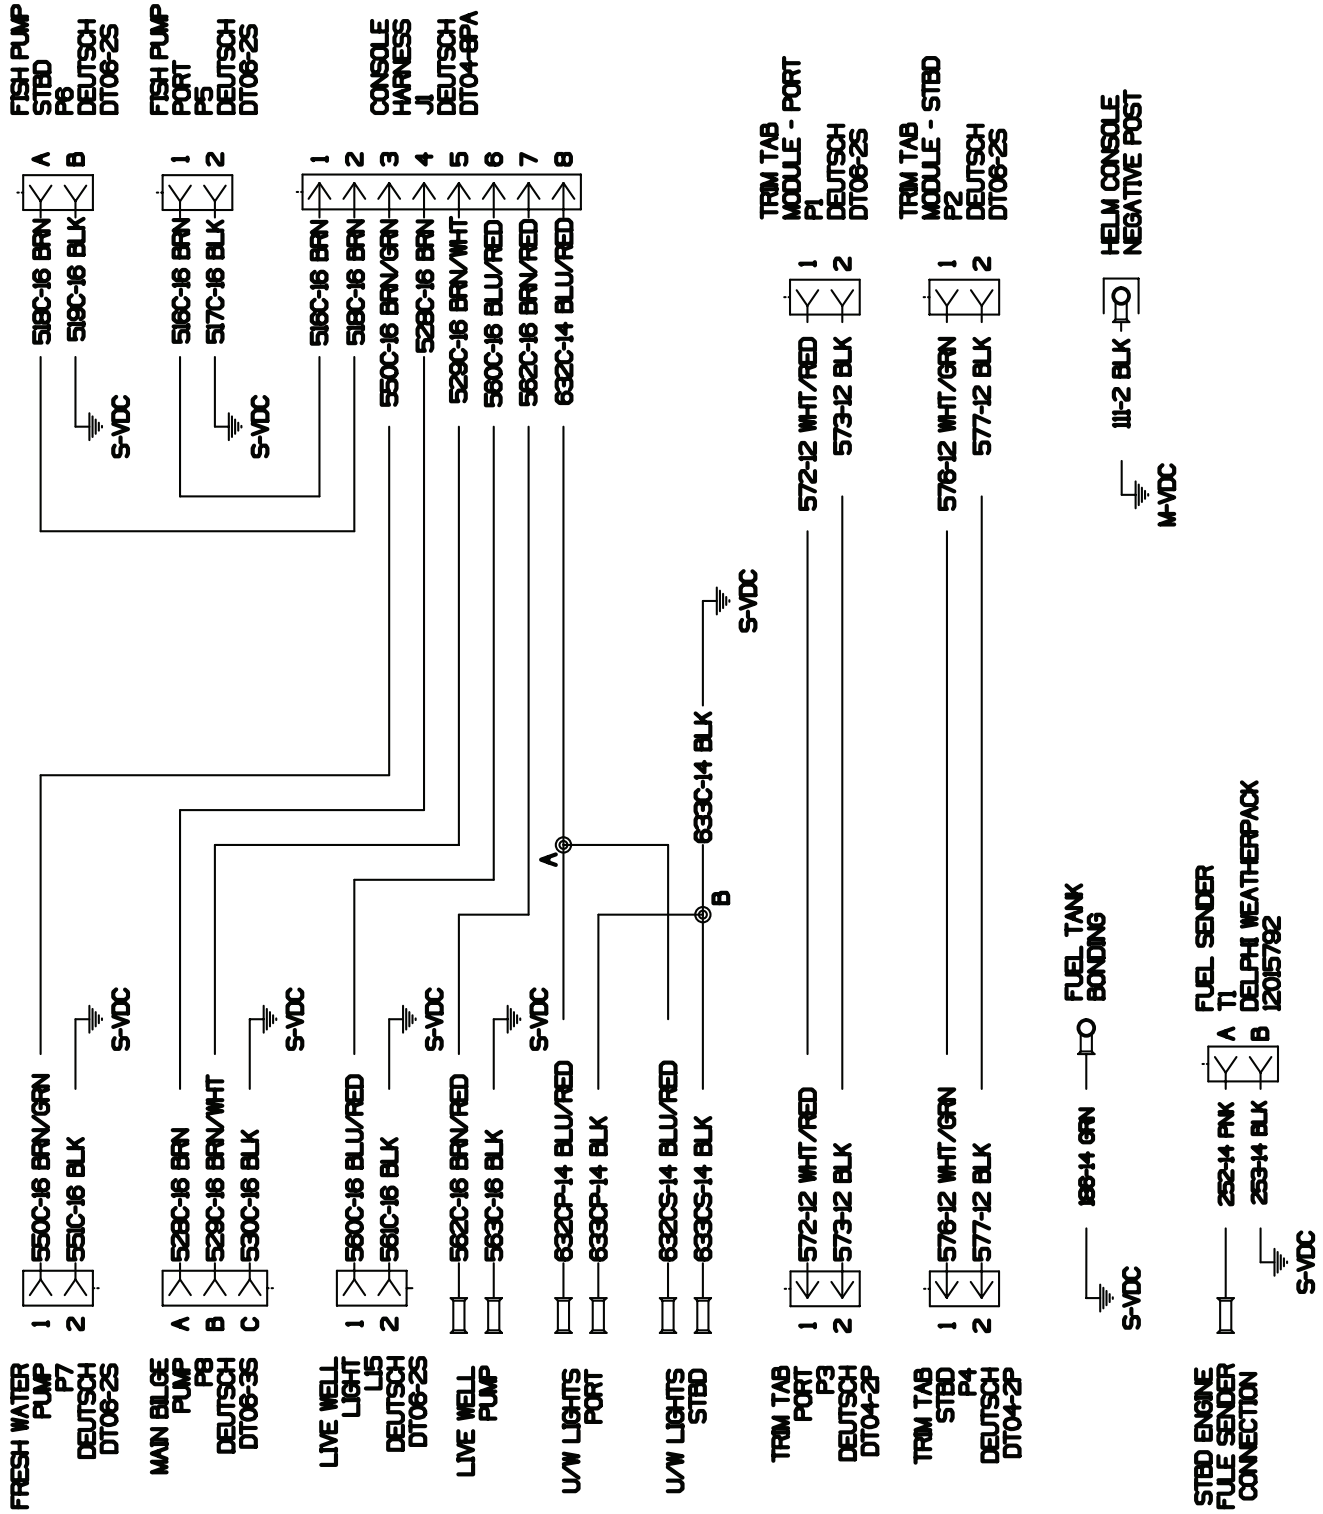 FISH PUMP
STBD
P6
DEUTSCH
DT06-2S
A
B
518C-16 BRN
519C-16 BLK
S-VDC
FISH PUMP
PORT
P5
DEUTSCH
DT06-2S
1
2
516C-16 BRN
517C-16 BLK
S-VDC
CONSOLE
HARNESS
J1
DEUTSCH
DT04-8PA
1
2
3
4
5
6
7
8
516C-16 BRN
518C-16 BRN
550C-16 BRN/GRN
528C-16 BRN
529C-16 BRN/WHT
560C-16 BLU/RED
562C-16 BRN/RED
632C-14 BLU/RED
TRIM TAB
MODULE - PORT
P1
DEUTSCH
DT06-2S
1
2
572-12 WHT/RED
573-12 BLK
TRIM TAB
MODULE - STBD
P2
DEUTSCH
DT06-2S
1
2
576-12 WHT/GRN
577-12 BLK
HELM CONSOLE
NEGATIVE POST
111-2 BLK
M-VDC
S-VDC
633C-14 BLK
A
B
FRESH WATER
PUMP
P7
DEUTSCH
DT06-2S
1
2
550C-16 BRN/GRN
551C-16 BLK
S-VDC
MAIN BILGE
PUMP
P8
DEUTSCH
DT06-3S
A
B
C
528C-16 BRN
529C-16 BRN/WHT
530C-16 BLK
S-VDC
LIVE WELL
LIGHT
L15
DEUTSCH
DT06-2S
1
2
560C-16 BLU/RED
561C-16 BLK
S-VDC
LIVE WELL
PUMP
562C-16 BRN/RED
563C-16 BLK
S-VDC
U/W LIGHTS
PORT
632CP-14 BLU/RED
633CP-14 BLK
U/W LIGHTS
STBD
632CS-14 BLU/RED
633CS-14 BLK
TRIM TAB
PORT
P3
DEUTSCH
DT04-2P
1
2
572-12 WHT/RED
573-12 BLK
TRIM TAB
STBD
P4
DEUTSCH
DT04-2P
1
2
576-12 WHT/GRN
577-12 BLK
FUEL TANK
BONDING
186-14 GRN
S-VDC
FUEL SENDER
T1
DELPHI WEATHERPACK
12015792
A
B
252-14 PNK
253-14 BLK
S-VDC
STBD ENGINE
FULE SENDER
CONNECTION